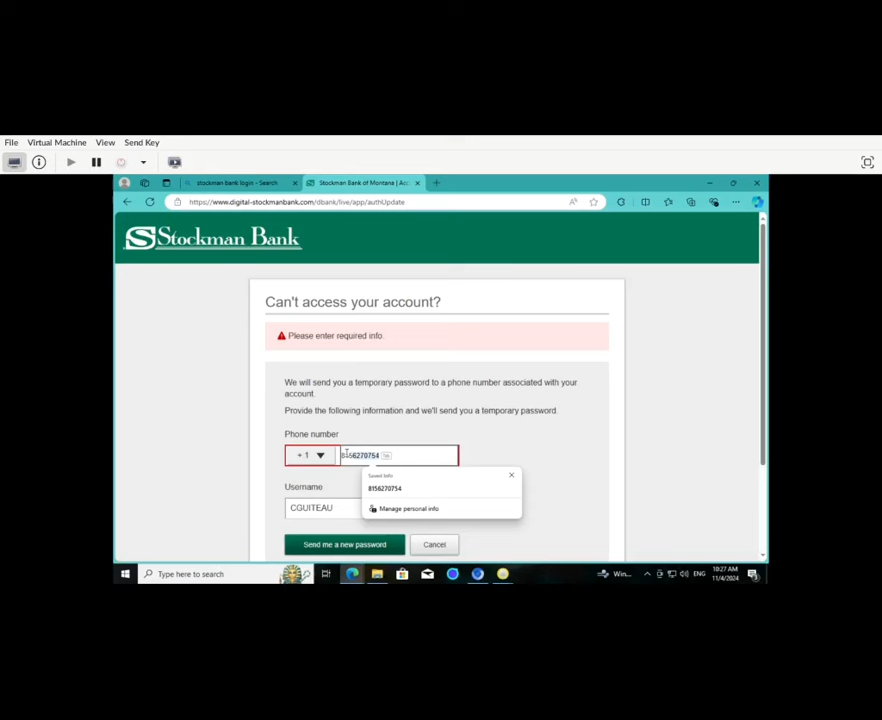 File Virtual Machine View Send Key
stockman bank login - Search
Stockman Bank of Montana | Acc
https://www.digital-stockmanbank.com/dbank/live/app/authUpdate
Stockman Bank
Can't access your account?
Please enter required info.
We will send you a temporary password to a phone number associated with your
account.
Provide the following information and we'll send you a temporary password.
Phone number
+ 1
8156270754
Saved info
8156270754
Manage personal info
Username
CGUITEAU
Send me a new password
Cancel
Type here to search
Win...
ENG
10:27 AM
11/4/2024